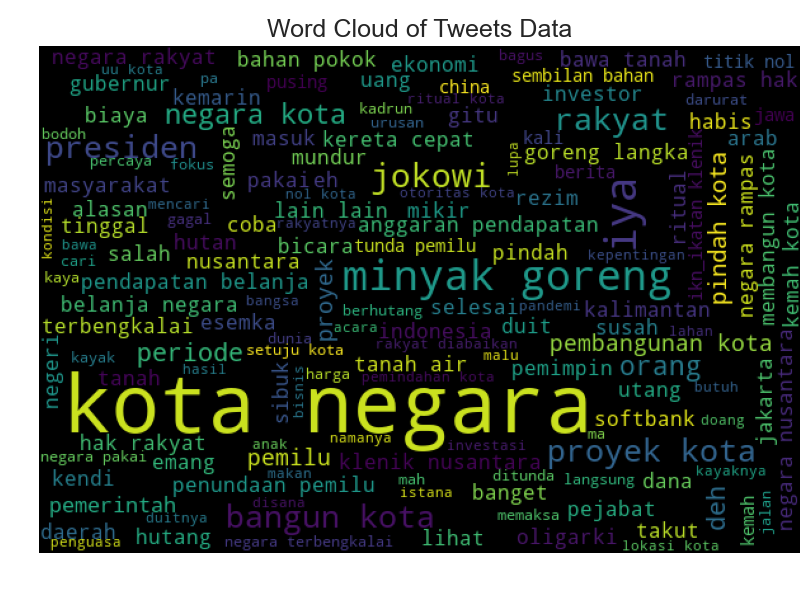 Word Cloud of Tweets Data
negara rakyat
bahan pokok
ekonomi
bagus
bawa tanah
titik nol
uu kota
gubernur
pa
pusing
uang
china
sembilan bahan
rampas hak
kemarin
ritual kota
investor
darurat
biaya
negara kota
kadrun
urusan
gitu
rakyat
habis
jawa
bodoh
presiden
percaya
fokus
semoga
masuk
kereta cepat
mundur
lupa
kali
goreng langka
arab
masyarakat
pakaieh
jokowi
otoritas kota
berita
rezim
iya
ritual
ikn_ikatan klenik
pindah kota
negara rampas
membangun kota
kemah kota
kondisi
alasan
mencari
nol kota
lain lain
mikir
tinggal
gagal
coba
rakyatnya
anggaran pendapatan
bawa
salah
hutan
bicara
tunda pemilu
pindah
kepentingan
cari
nusantara
kaya
pendapatan belanja
proyek
minyak goreng
belanja negara
bangsa
berhutang
selesai
pandemi
kalimantan
terbengkalai
esemka
acara
indonesia
duit
susah
lahan
dunia
rakyat diabaikan
negeri
kayak
periode
setuju kota
malu
pembangunan kota
hasil
harga
tanah air
pemimpin
orang
tanah
sibuk
bisnis
pemindahan kota
utang
butuh
jakarta
negara nusantara
kota negara
softbank
doang
hak rakyat
anak
namanya
investasi
ma
proyek kota
negara pakai
emang
pemilu
klenik nusantara
kendi
makan
mah
ditunda
langsung
dana
kayaknya
penundaan pemilu
istana
banget
pemerintah
disana
memaksa
pejabat
deh
kemah
jalan
duitnya
bangun kota
daerah
takut
penguasa
hutang
negara terbengkalai
lihat
oligarki
lokasi kota